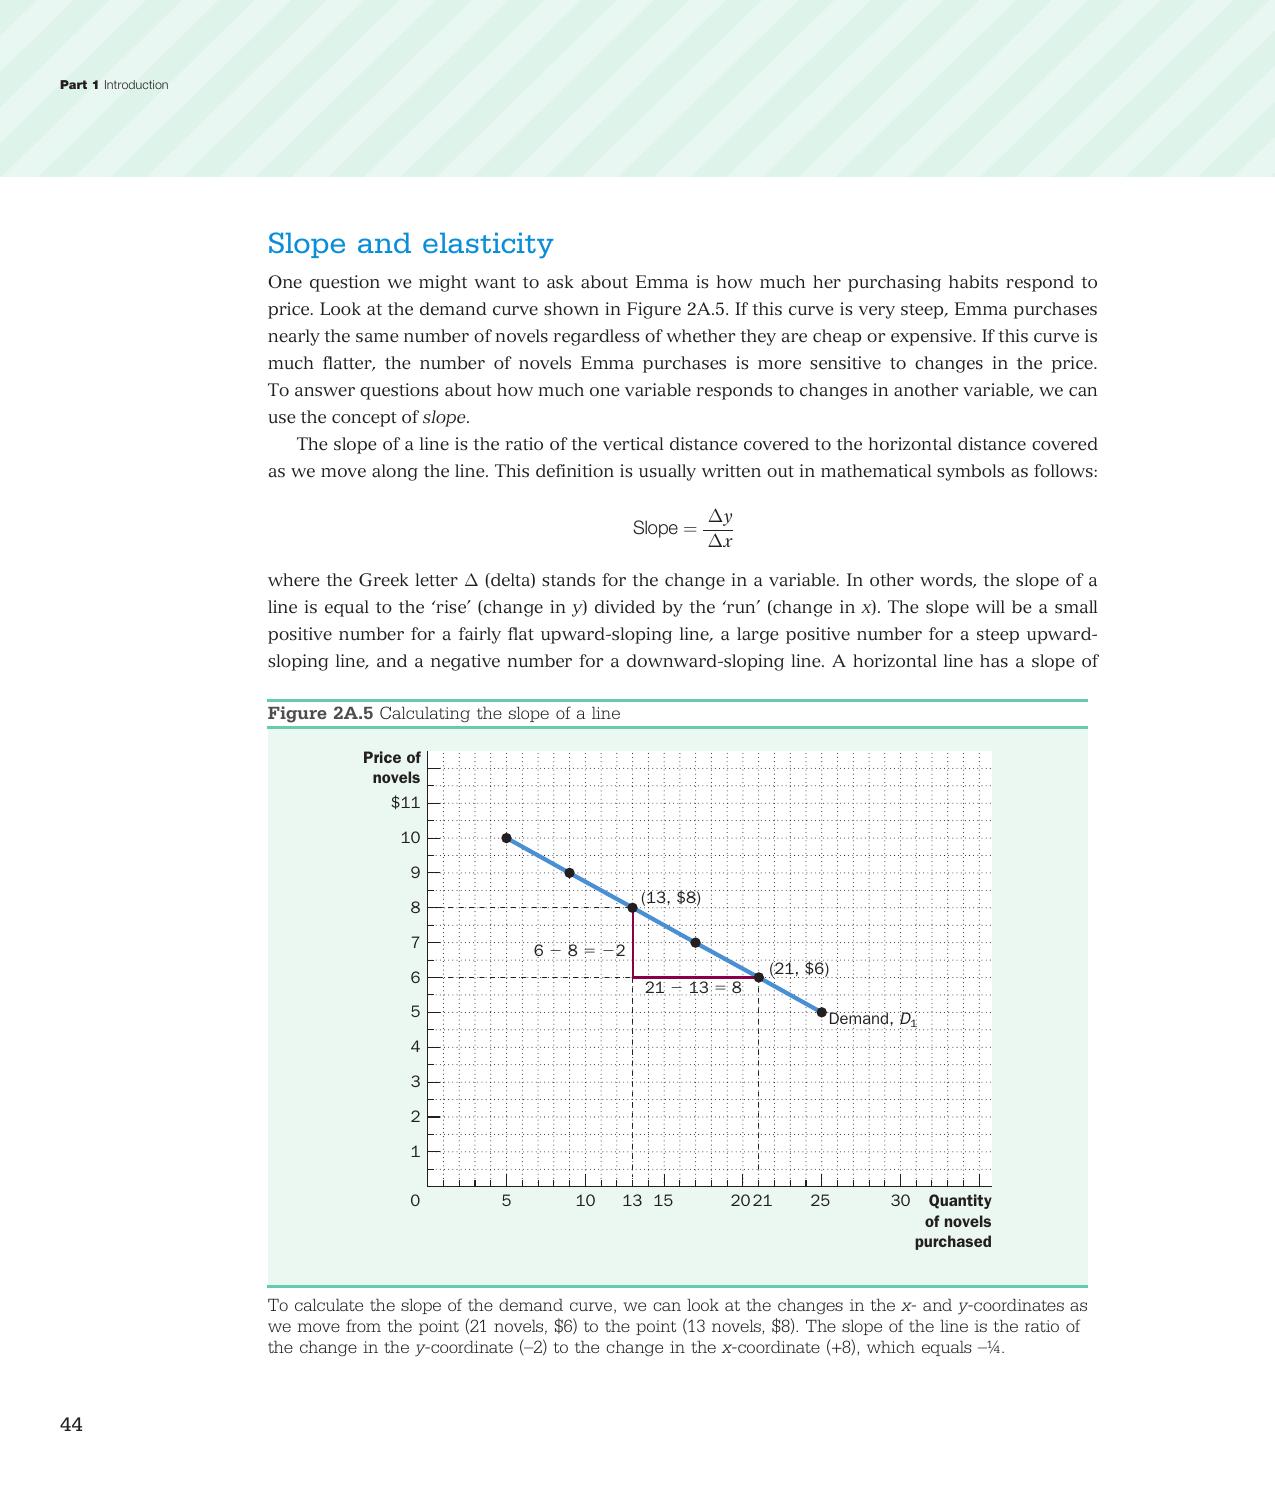 Part 1 Introduction
Slope and elasticity
One question we might want to ask about Emma is how much her purchasing habits respond to
price. Look at the demand curve shown in Figure 2A.5. If this curve is very steep, Emma purchases
nearly the same number of novels regardless of whether they are cheap or expensive. If this curve is
much flatter, the number of novels Emma purchases is more sensitive to changes in the price.
To answer questions about how much one variable responds to changes in another variable, we can
use the concept of slope.
The slope of a line is the ratio of the vertical distance covered to the horizontal distance covered
as we move along the line. This definition is usually written out in mathematical symbols as follows:
Slope = Δy/Δx
where the Greek letter Δ (delta) stands for the change in a variable. In other words, the slope of a
line is equal to the ‘rise’ (change in y) divided by the ‘run’ (change in x). The slope will be a small
positive number for a fairly flat upward-sloping line, a large positive number for a steep upward-
sloping line, and a negative number for a downward-sloping line. A horizontal line has a slope of
Figure 2A.5 Calculating the slope of a line
Price of
novels
$11
10
9
8
7
6
5
4
3
2
1
(13, $8)
6 − 8 = −2
(21, $6)
21 − 13 = 8
Demand, D₁
0 5 10 13 15 20 21 25 30 Quantity
of novels
purchased
To calculate the slope of the demand curve, we can look at the changes in the x- and y-coordinates as
we move from the point (21 novels, $6) to the point (13 novels, $8). The slope of the line is the ratio of
the change in the y-coordinate (–2) to the change in the x-coordinate (+8), which equals –¼.
44